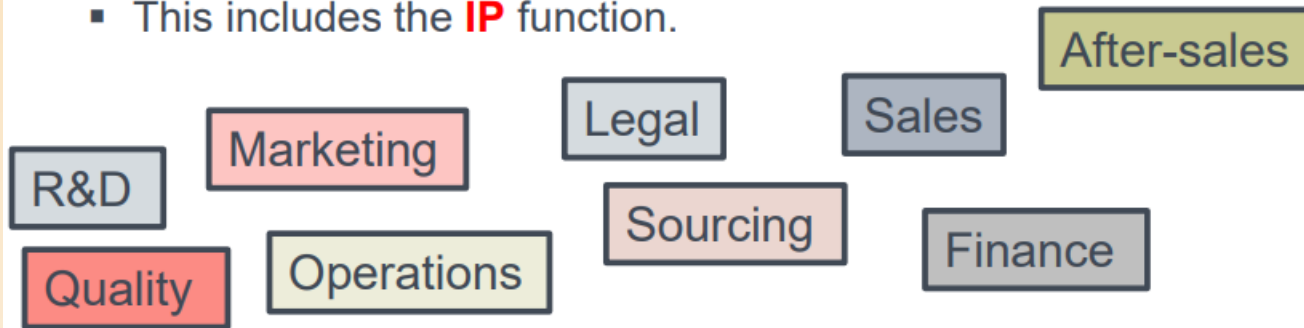 ▪ This includes the IP function.
After-sales
Legal
Sales
Marketing
R&D
Sourcing
Finance
Operations
Quality